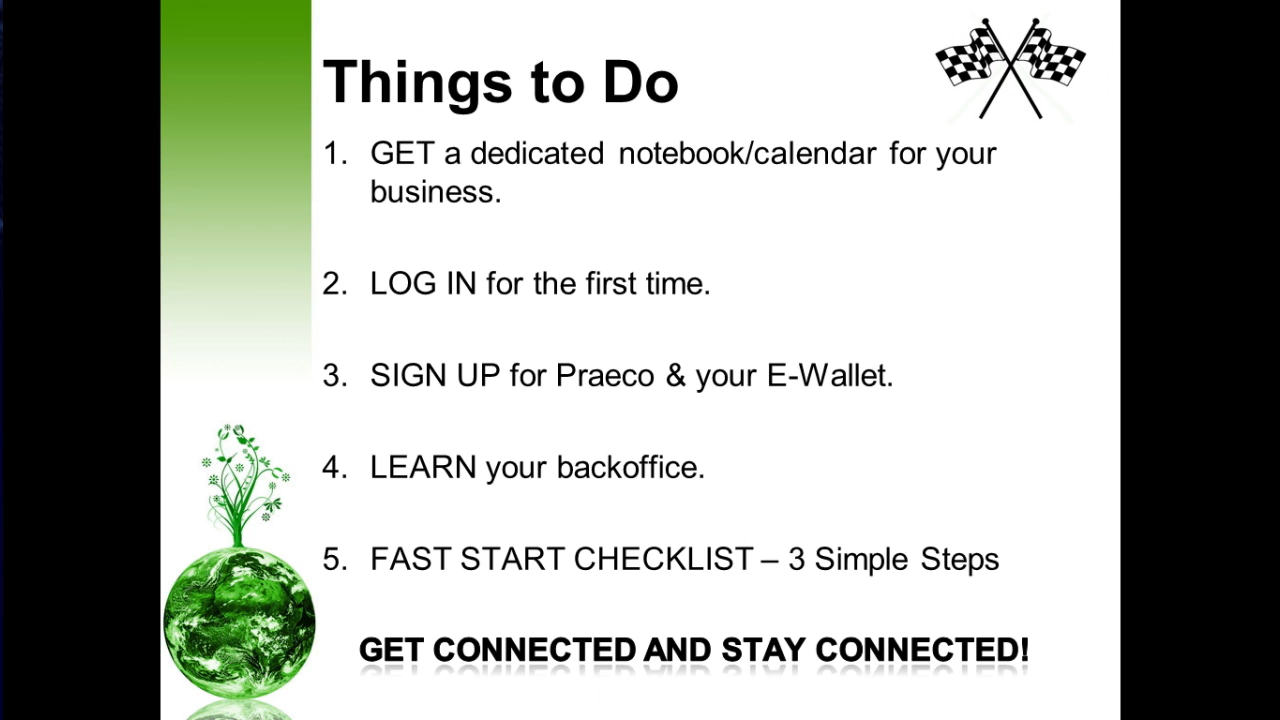 Things to Do
1. GET a dedicated notebook/calendar for your
business.
2. LOG IN for the first time.
3. SIGN UP for Praeco & your E-Wallet.
4. LEARN your backoffice.
5. FAST START CHECKLIST – 3 Simple Steps
GET CONNECTED AND STAY CONNECTED!